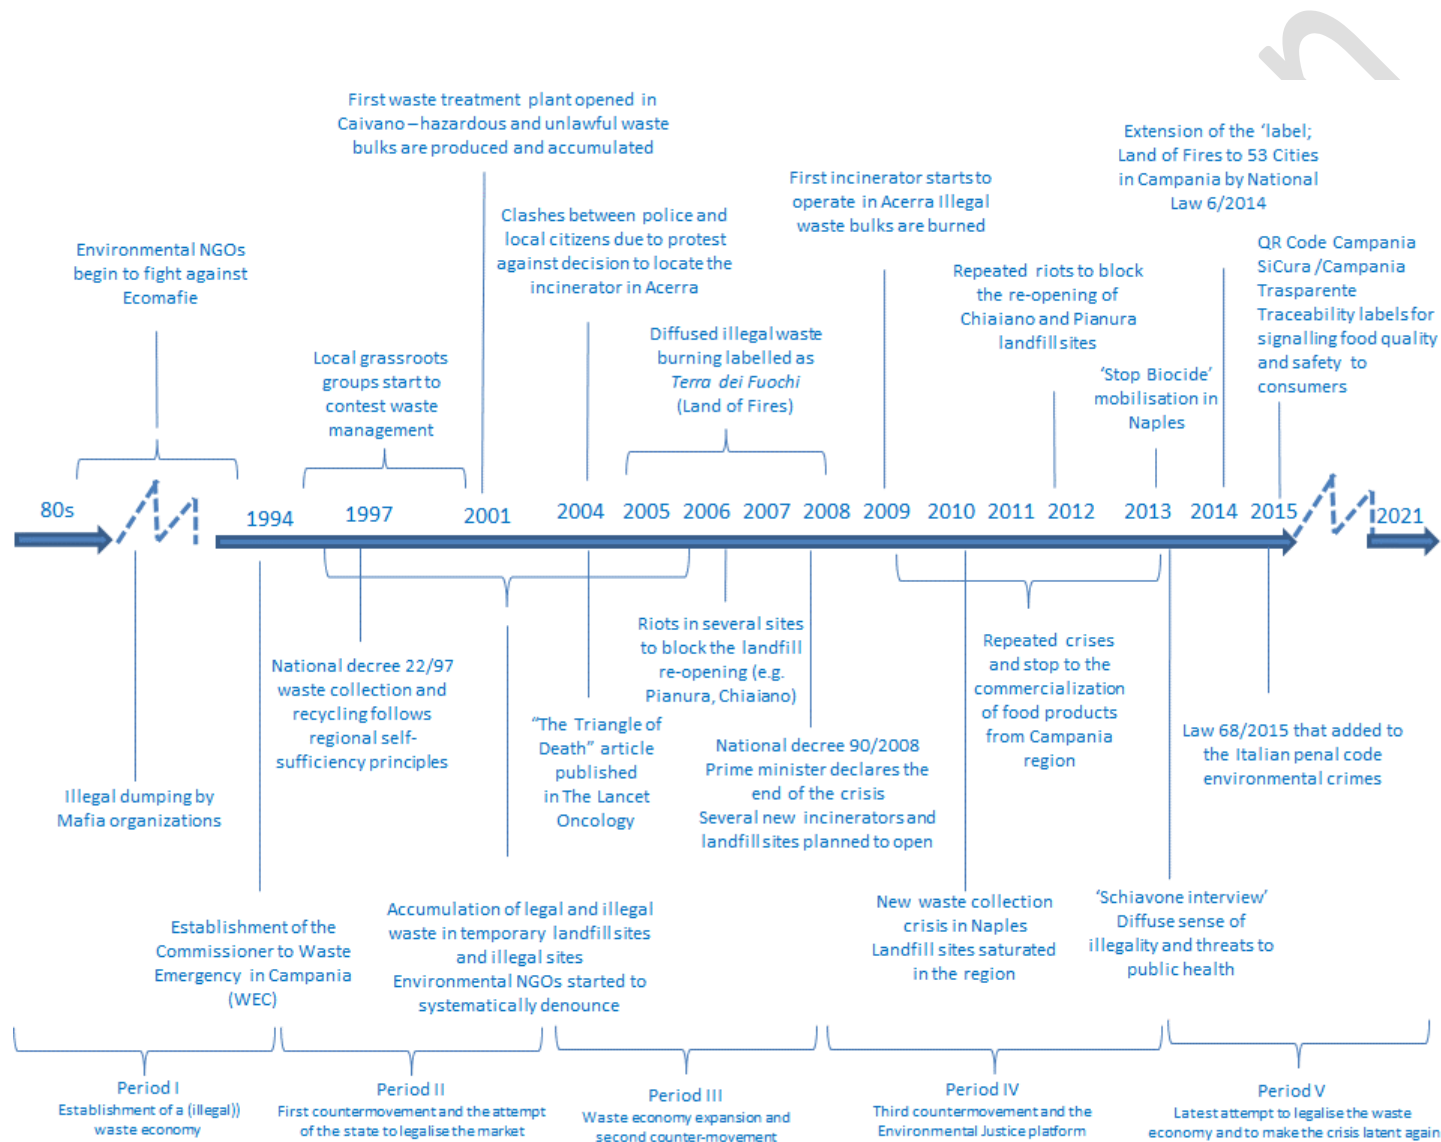 First waste treatment plant opened in
Caivano – hazardous and unlawful waste
bulks are produced and accumulated
Extension of the 'label;
Land of Fires to 53 Cities
in Campania by National
Law 6/2014
First incinerator starts to
operate in Acerra Illegal
waste bulks are burned
Clashes between police and
local citizens due to protest
against decision to locate the
incinerator in Acerra
Environmental NGOs
begin to fight against
Ecomafie
QR Code Campania
SiCura /Campania
Trasparente
Traceability labels for
signalling food quality
and safety to
consumers
Repeated riots to block
the re-opening of
Chiaiano and Pianura
landfill sites
Diffused illegal waste
burning labelled as
Terra dei Fuochi
(Land of Fires)
Local grassroots
groups start to
contest waste
management
'Stop Biocide'
mobilisation in
Naples
80s
1994
1997
2001
2004
2005
2006
2007
2008
2009
2010
2011
2012
2013
2014
2015
2021
Riots in several sites
to block the landfill
re-opening (e.g.
Pianura, Chiaiano)
Repeated crises
and stop to the
commercialization
of food products
from Campania
region
National decree 22/97
waste collection and
recycling follows
regional self-
sufficiency principles
"The Triangle of
Death" article
published
in The Lancet
Oncology
National decree 90/2008
Prime minister declares the
end of the crisis
Several new incinerators and
landfill sites planned to open
Law 68/2015 that added to
the Italian penal code
environmental crimes
Illegal dumping by
Mafia organizations
Establishment of the
Commissioner to Waste
Emergency in Campania
(WEC)
Accumulation of legal and illegal
waste in temporary landfill sites
and illegal sites
Environmental NGOs started to
systematically denounce
New waste collection
crisis in Naples
Landfill sites saturated
in the region
'Schiavone interview'
Diffuse sense of
illegality and threats to
public health
Period I
Establishment of a (illegal))
waste economy
Period II
First countermovement and the attempt
of the state to legalise the market
Period III
Waste economy expansion and
second counter-movement
Period IV
Third countermovement and the
Environmental Justice platform
Period V
Latest attempt to legalise the waste
economy and to make the crisis latent again